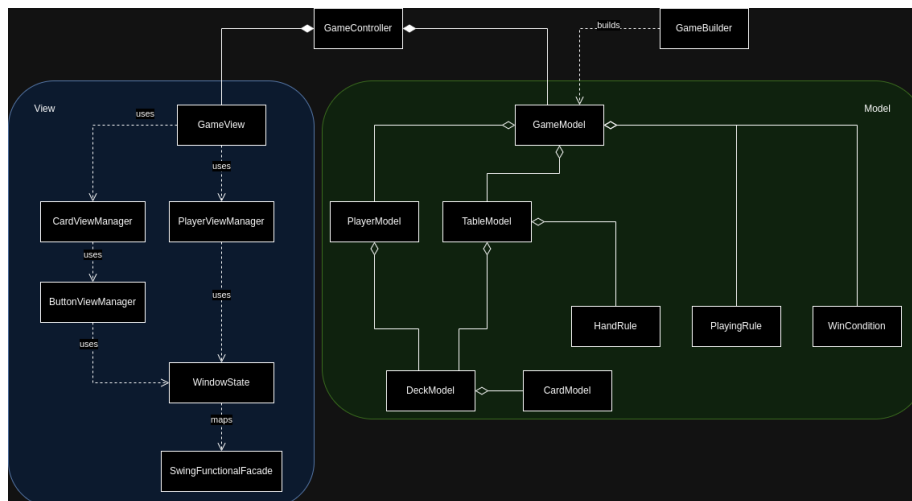 GameController
builds
GameBuilder
View
Model
uses
GameView
GameModel
uses
CardViewManager
PlayerViewManager
PlayerModel
TableModel
uses
ButtonViewManager
uses
HandRule
PlayingRule
WinCondition
uses
WindowState
DeckModel
CardModel
maps
SwingFunctionalFacade